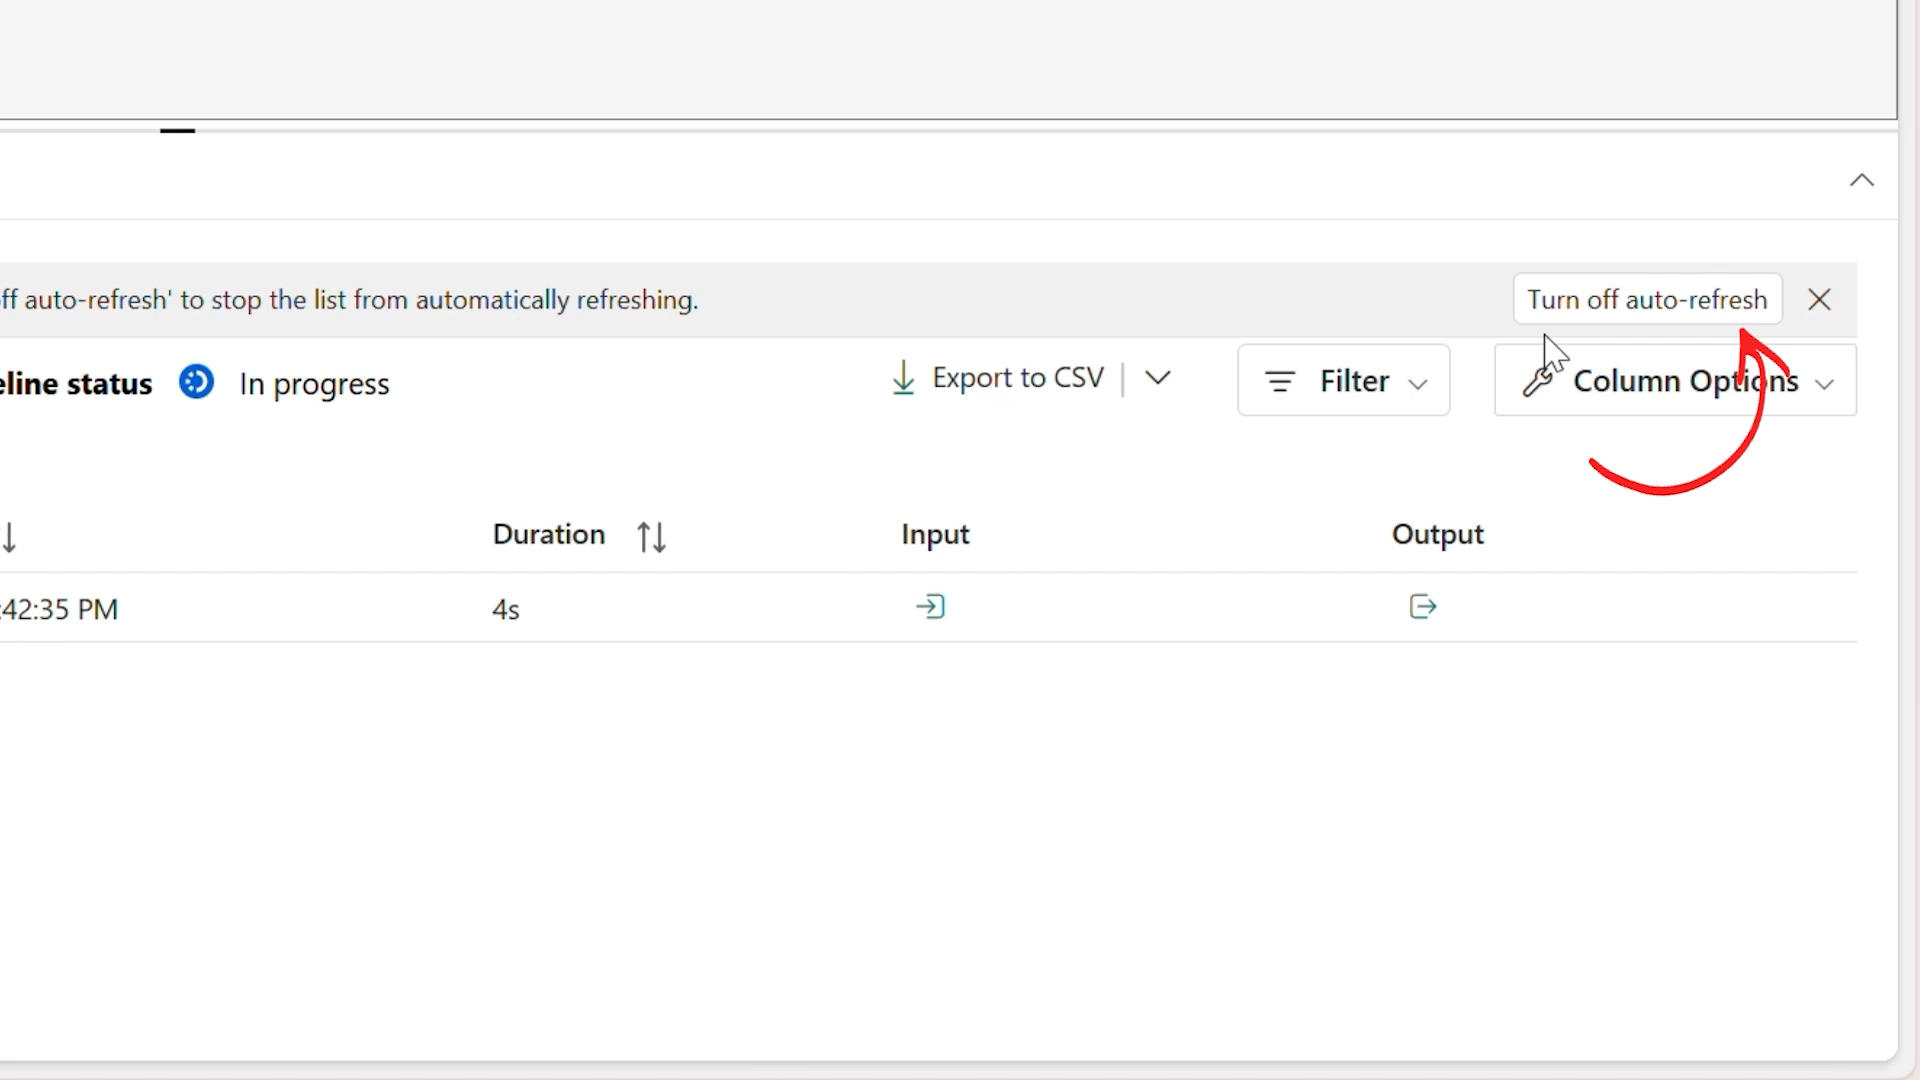 ff auto-refresh' to stop the list from automatically refreshing.
Turn off auto-refresh
eline status
In progress
Export to CSV
Filter
Column Options
Duration
Input
Output
:42:35 PM
4s